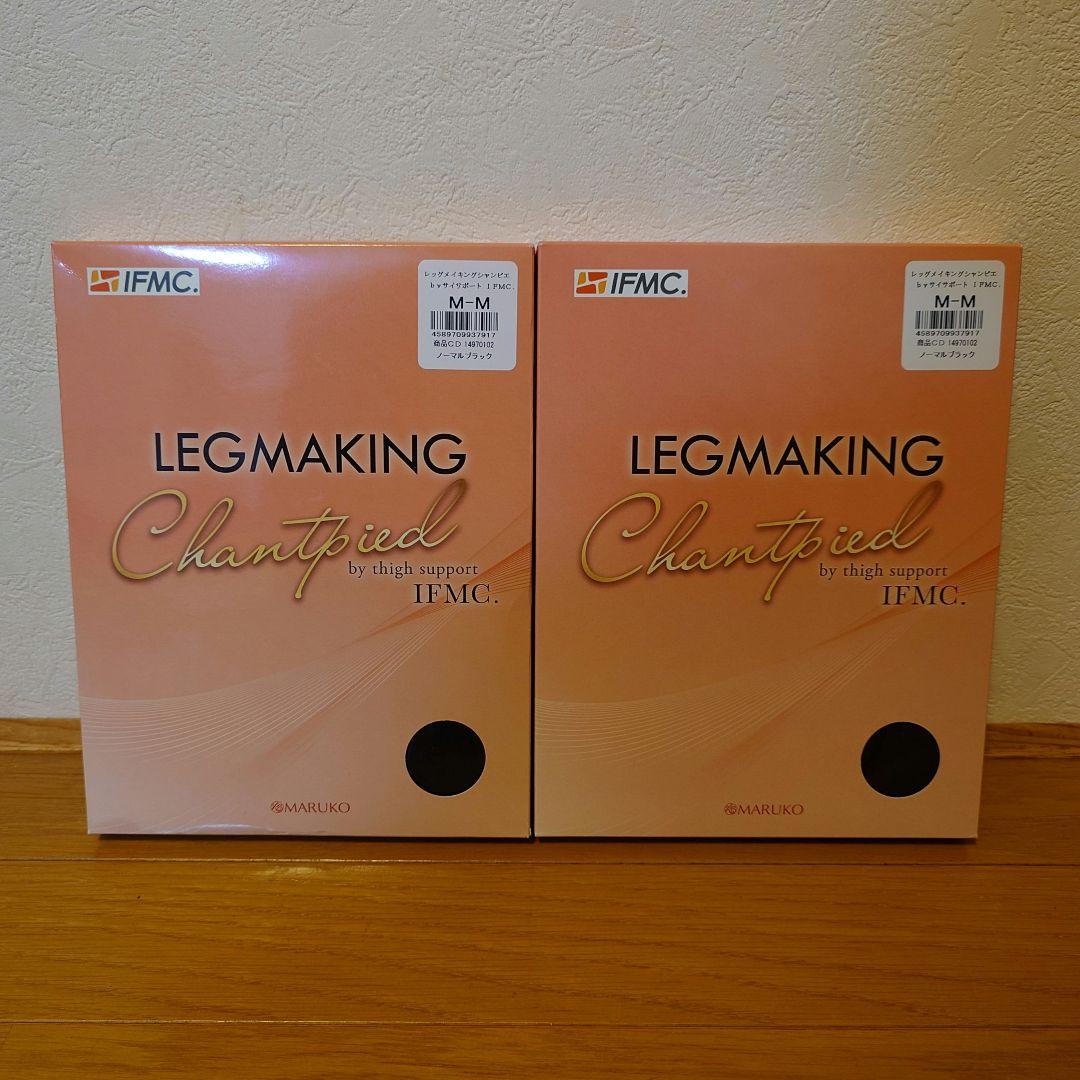 IFMC.
レッグメイキングシャンピエ
byサイサポート IFMC.
M-M
4589709937917
商品CD 14970102
ノーマルブラック
LEGMAKING
Chantpied
by thigh support
IFMC.
MARUKO
IFMC.
レッグメイキングシャンピエ
byサイサポート IFMC.
M-M
4589709937917
商品CD 14970102
ノーマルブラック
LEGMAKING
Chantpied
by thigh support
IFMC.
MARUKO